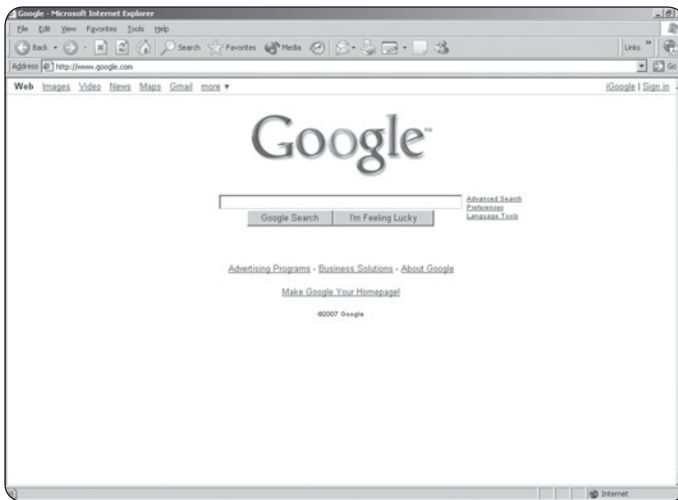 Google - Microsoft Internet Explorer
File Edit View Favorites Tools Help
Back Search Favorites Media Links »
Address http://www.google.com Go
Web Images Video News Maps Gmail more ▼ iGoogle | Sign in
Google™
Advanced Search
Preferences
Language Tools
Google Search I'm Feeling Lucky
Advertising Programs - Business Solutions - About Google
Make Google Your Homepage!
©2007 Google
Internet